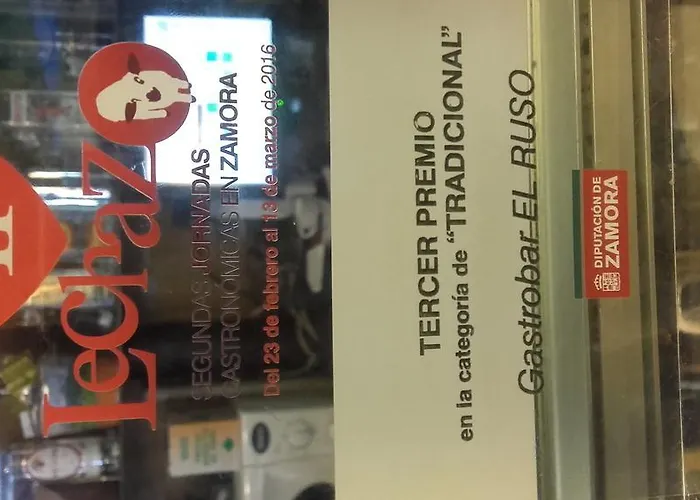 Lechazo
SEGUNDAS JORNADAS
GASTRONÓMICAS EN ZAMORA
Del 23 de febrero al 13 de marzo de 2016
TERCER PREMIO
en la categoría de “TRADICIONAL”
Gastrobar EL RUSO
DIPUTACIÓN DE
ZAMORA